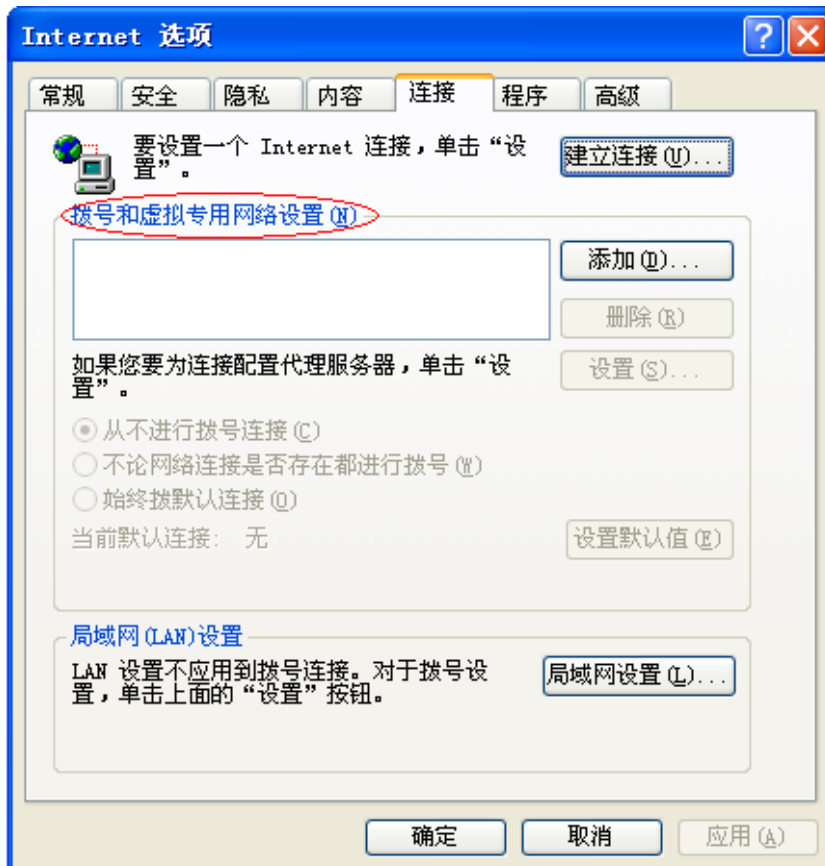 Internet 选项
常规 安全 隐私 内容 连接 程序 高级
要设置一个 Internet 连接，单击“设
置”。
建立连接(U)...
拨号和虚拟专用网络设置(N)
添加(D)...
删除(R)
如果您要为连接配置代理服务器，单击“设
置”。
设置(S)...
从不进行拨号连接(C)
不论网络连接是否存在都进行拨号(W)
始终拨默认连接(O)
当前默认连接: 无
设置默认值(E)
局域网(LAN)设置
LAN 设置不应用到拨号连接。对于拨号设
置，单击上面的“设置”按钮。
局域网设置(L)...
确定 取消 应用(A)